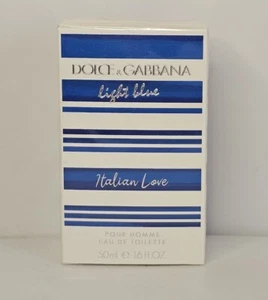 DOLCE & GABBANA
light blue
Italian Love
POUR HOMME
EAU DE TOILETTE
50ml ℮ 1.6 FL.OZ.